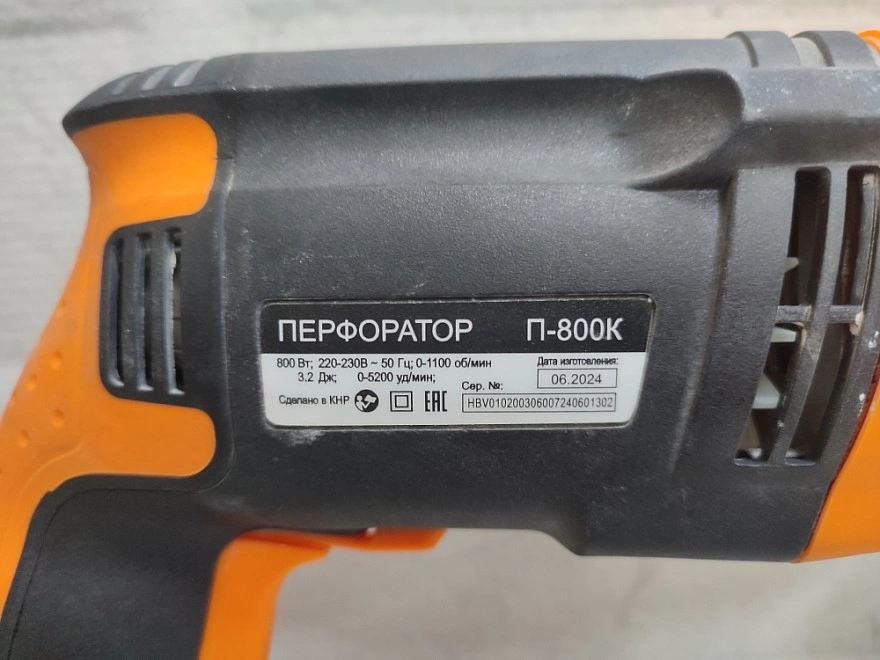 ПЕРФОРАТОР П-800К
800 Вт; 220-230В ~ 50 Гц; 0-1100 об/мин
3.2 Дж; 0-5200 уд/мин;
Дата изготовления:
06.2024
Сер. №:
HBV010200306007240601302
Сделано в КНР EAC